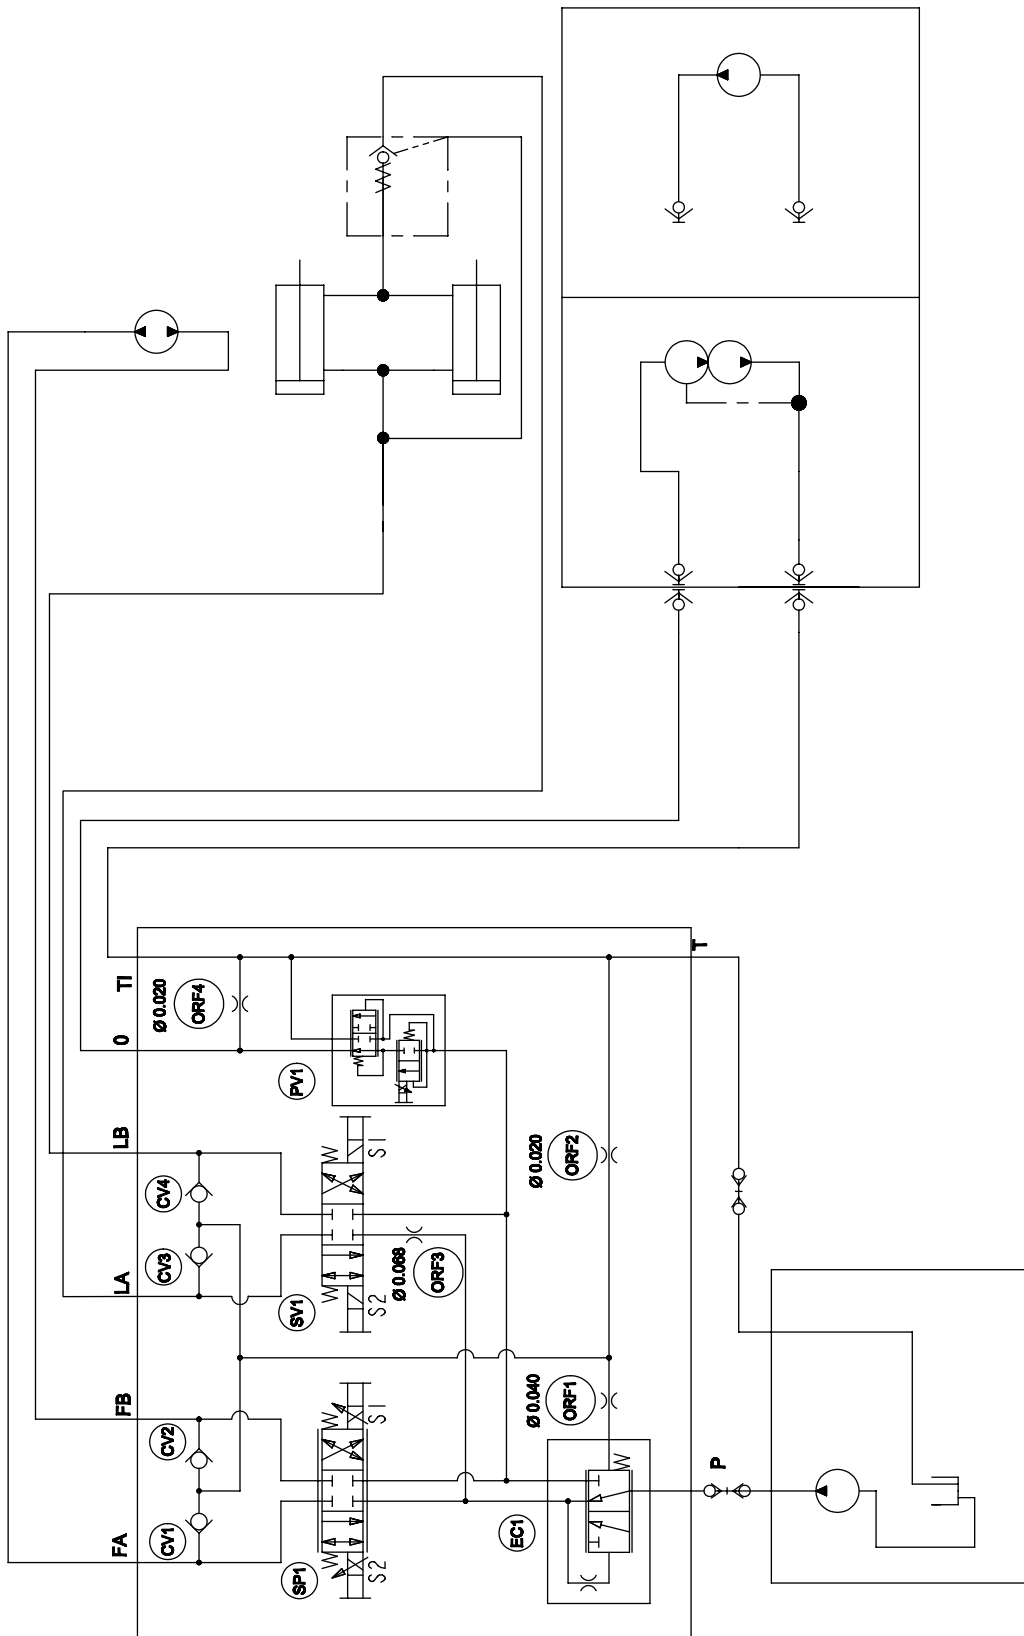 TI
T
Ø 0.020
ORF4
0
PV1
LB
S1
Ø 0.020
ORF2
CV4
CV3
Ø 0.068
ORF3
LA
SV1
S2
FB
S1
Ø 0.040
ORF1
CV2
P
CV1
EC1
FA
SP1
S2